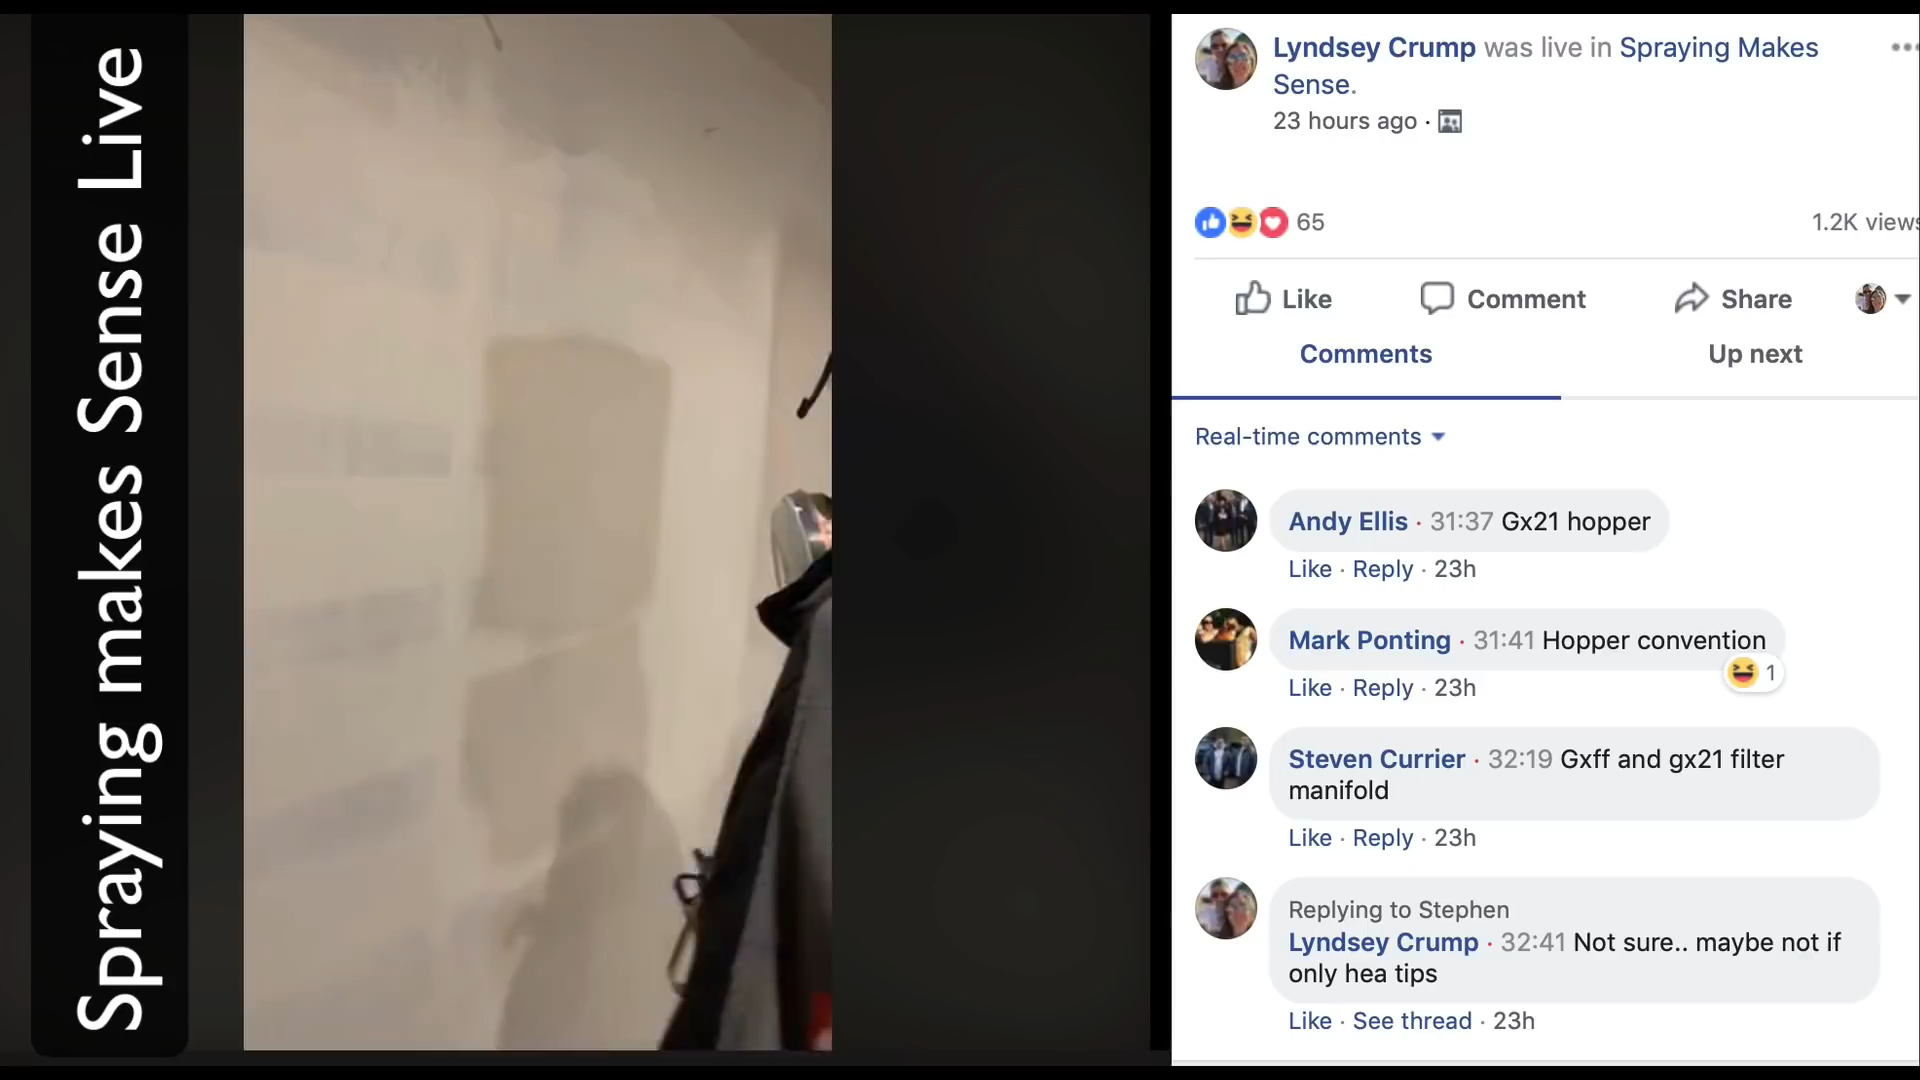 Spraying makes Sense Live
Lyndsey Crump was live in Spraying Makes
Sense.
23 hours ago ·
65
1.2K views
Like
Comment
Share
Comments
Up next
Real-time comments
Andy Ellis · 31:37 Gx21 hopper
Like · Reply · 23h
Mark Ponting · 31:41 Hopper convention
1
Like · Reply · 23h
Steven Currier · 32:19 Gxff and gx21 filter
manifold
Like · Reply · 23h
Replying to Stephen
Lyndsey Crump · 32:41 Not sure.. maybe not if
only hea tips
Like · See thread · 23h